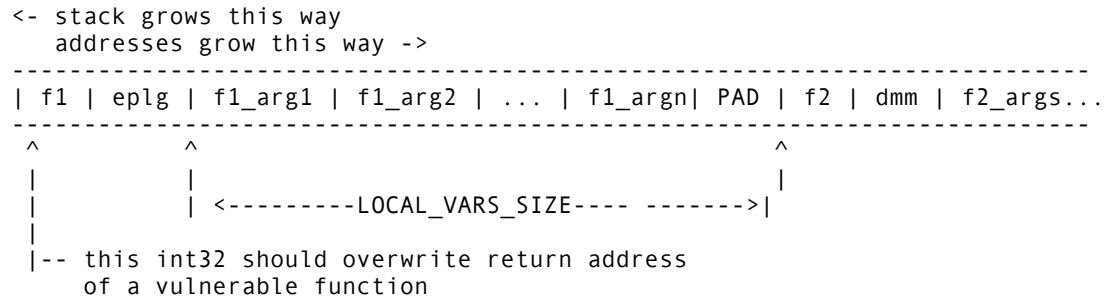 <- stack grows this way
   addresses grow this way ->
---------------------------------------------------------------------------
| f1 | eplg | f1_arg1 | f1_arg2 | ... | f1_argn| PAD | f2 | dmm | f2_args...
---------------------------------------------------------------------------
 ^          ^                                         ^
 |          |                                         |
 |          | <---------LOCAL_VARS_SIZE---- ------->|
 |
 |-- this int32 should overwrite return address
     of a vulnerable function